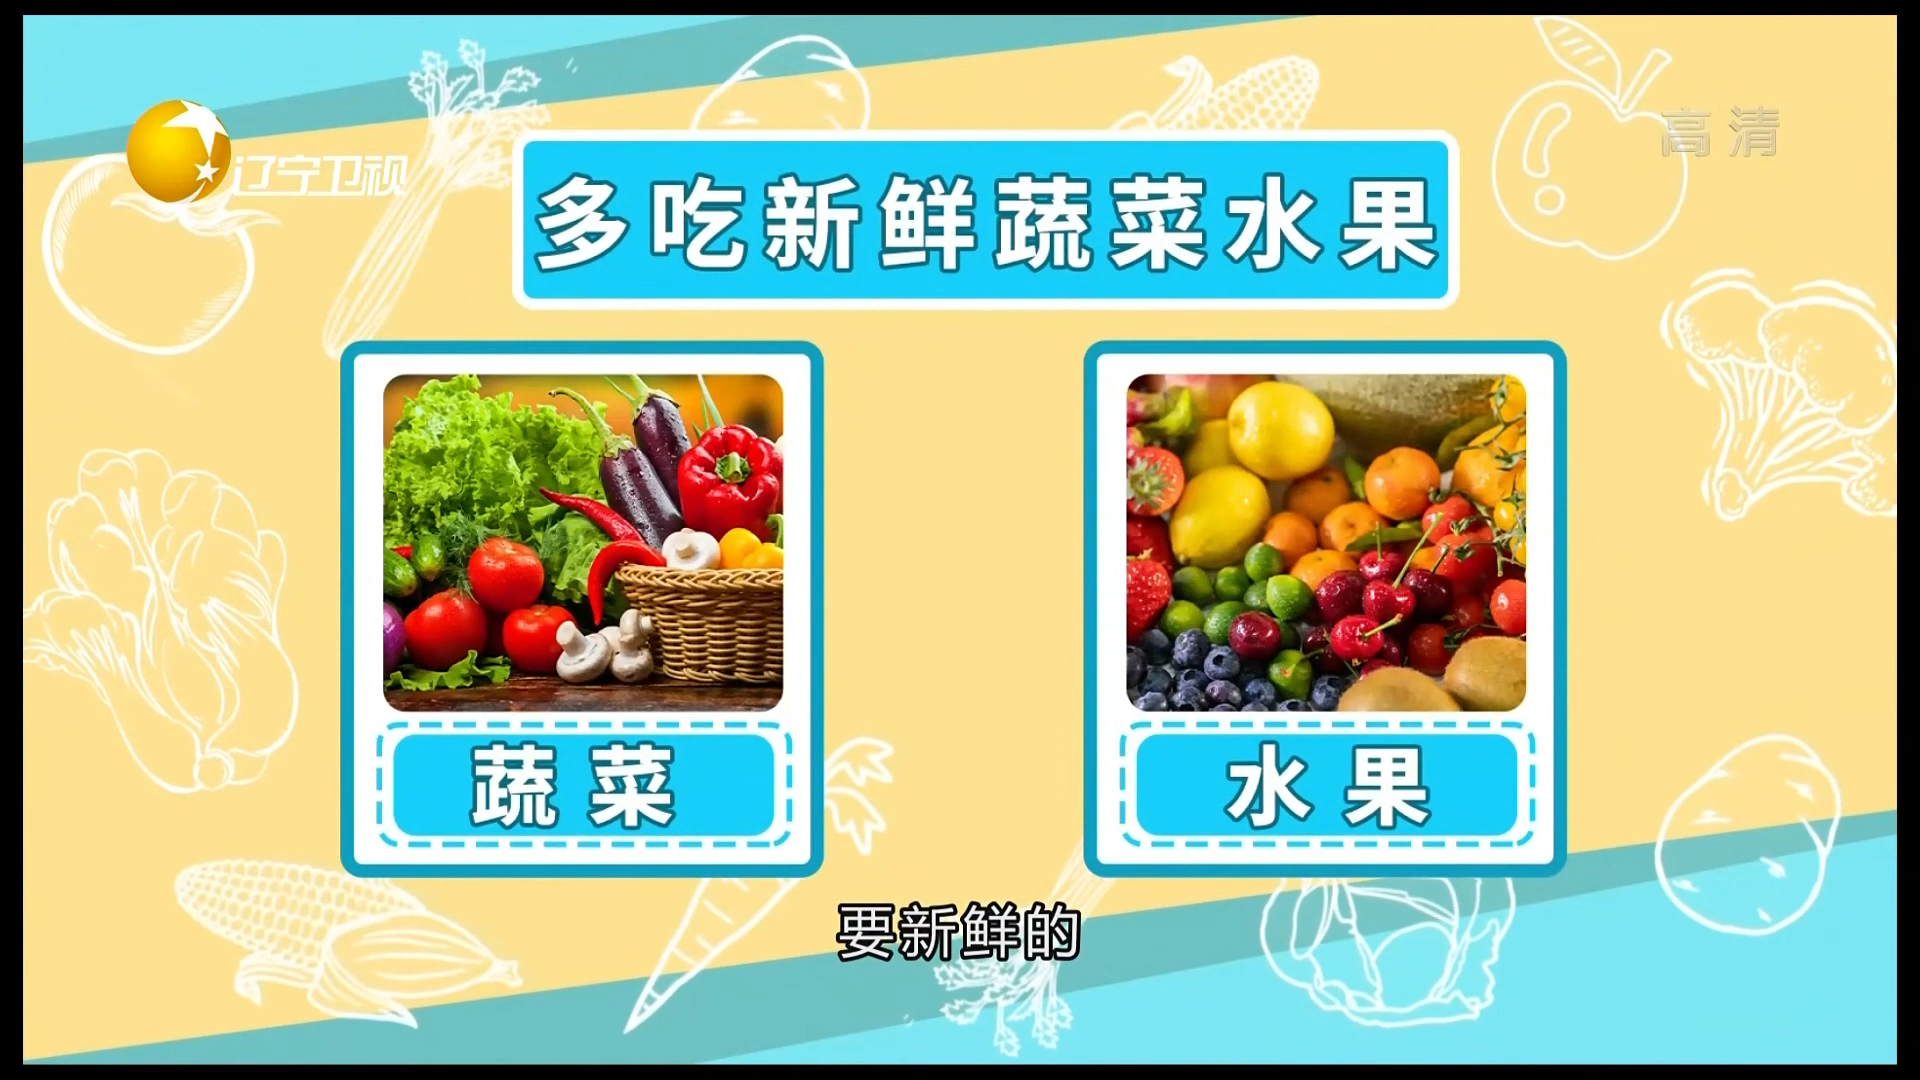 辽宁卫视
高清
多吃新鲜蔬菜水果
蔬菜
水果
要新鲜的